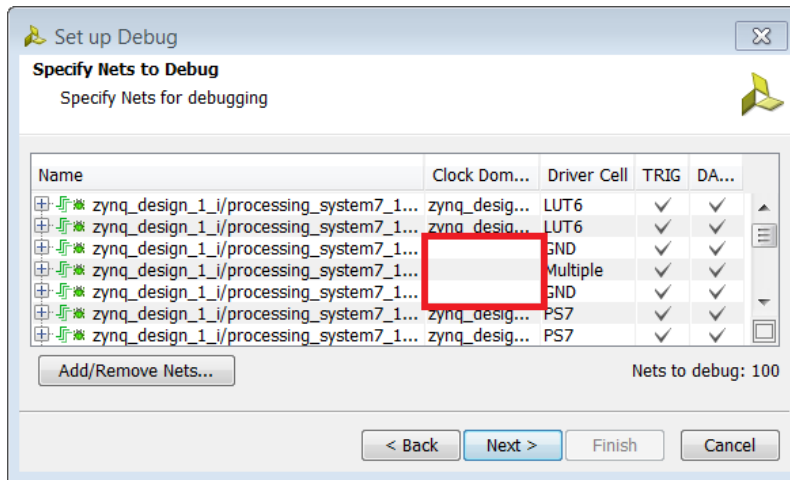 Set up Debug
Specify Nets to Debug
Specify Nets for debugging
Name Clock Dom... Driver Cell TRIG DA...
zynq_design_1_i/processing_system7_1... zynq_desig... LUT6
zynq_design_1_i/processing_system7_1... zynq_desig... LUT6
zynq_design_1_i/processing_system7_1... GND
zynq_design_1_i/processing_system7_1... Multiple
zynq_design_1_i/processing_system7_1... GND
zynq_design_1_i/processing_system7_1... zynq_desig... PS7
zynq_design_1_i/processing_system7_1... zynq_desig... PS7
Add/Remove Nets... Nets to debug: 100
< Back Next > Finish Cancel